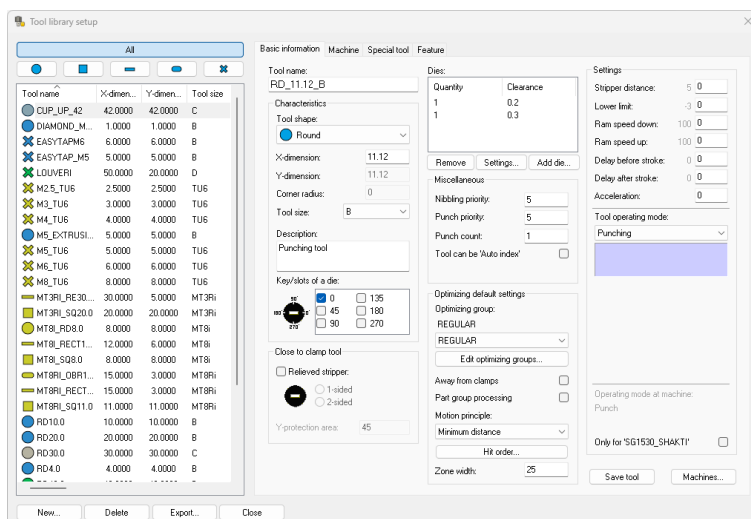 Tool library setup
All
Tool name X-dimen... Y-dimen... Tool size
CUP_UP_42 42.0000 42.0000 C
DIAMOND_M... 1.0000 1.0000 B
EASYTAPM6 6.0000 6.0000 B
EASYTAP_M5 5.0000 5.0000 B
LOUVERI 50.0000 20.0000 D
M2.5_TU6 2.5000 2.5000 TU6
M3_TU6 3.0000 3.0000 TU6
M4_TU6 4.0000 4.0000 TU6
M5_EXTRUSI... 5.0000 5.0000 B
M5_TU6 5.0000 5.0000 TU6
M6_TU6 6.0000 6.0000 TU6
M8_TU6 8.0000 8.0000 TU6
MT3RI_RE30.... 30.0000 5.0000 MT3Ri
MT3RI_SQ20.0 20.0000 20.0000 MT3Ri
MT8I_RD8.0 8.0000 8.0000 MT8i
MT8I_RECT1... 12.0000 6.0000 MT8i
MT8I_SQ8.0 8.0000 8.0000 MT8i
MT8RI_OBR1... 15.0000 3.0000 MT8Ri
MT8RI_RECT... 15.0000 3.0000 MT8Ri
MT8RI_SQ11.0 11.0000 11.0000 MT8Ri
RD10.0 10.0000 10.0000 B
RD20.0 20.0000 20.0000 B
RD30.0 30.0000 30.0000 C
RD4.0 4.0000 4.0000 B
New... Delete Export... Close
Basic information Machine Special tool Feature
Tool name:
RD_11.12_B
Characteristics
Tool shape:
Round
X-dimension: 11.12
Y-dimension: 11.12
Corner radius: 0
Tool size: B
Description:
Punching tool
Key/slots of a die:
90° 180 0° 270°
0 135
45 180
90 270
Close to clamp tool
Relieved stripper:
1-sided
2-sided
Y-protection area: 45
Dies:
Quantity Clearance
1 0.2
1 0.3
Remove Settings... Add die...
Miscellaneous
Nibbling priority: 5
Punch priority: 5
Punch count: 1
Tool can be 'Auto index'
Optimizing default settings
Optimizing group:
REGULAR
REGULAR
Edit optimizing groups...
Away from clamps
Part group processing
Motion principle:
Minimum distance
Hit order...
Zone width: 25
Settings
Stripper distance: 5 0
Lower limit: -3 0
Ram speed down: 100 0
Ram speed up: 100 0
Delay before stroke: 0 0
Delay after stroke: 0 0
Acceleration: 0
Tool operating mode:
Punching
Operating mode at machine:
Punch
Only for 'SG1530_SHAKTI'
Save tool Machines...